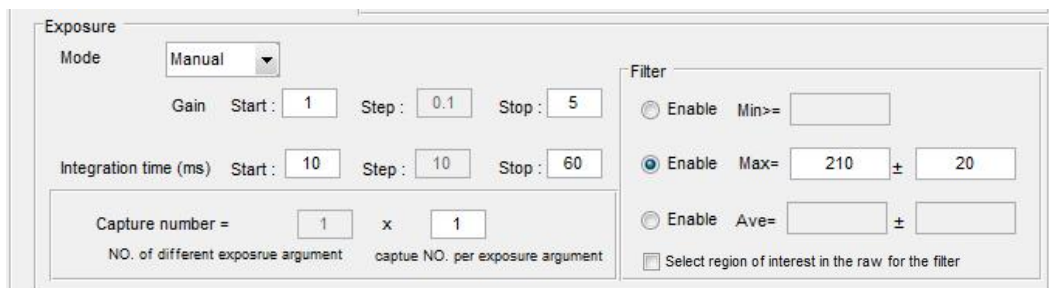 Exposure
Mode Manual
Gain Start : 1 Step : 0.1 Stop : 5
Integration time (ms) Start : 10 Step : 10 Stop : 60
Capture number = 1 x 1
NO. of different exposrue argument captue NO. per exposure argument
Filter
Enable Min>=
Enable Max= 210 ± 20
Enable Ave= ±
Select region of interest in the raw for the filter